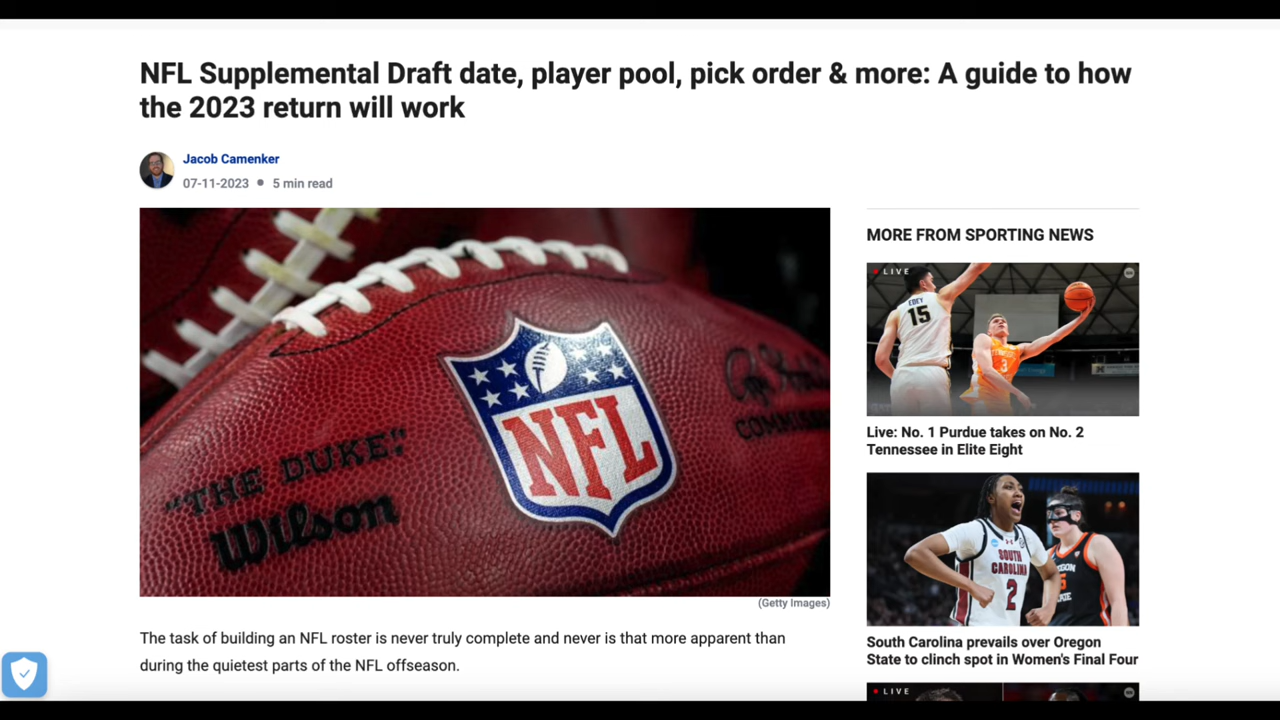 NFL Supplemental Draft date, player pool, pick order & more: A guide to how
the 2023 return will work
Jacob Camenker
07-11-2023 • 5 min read
"THE DUKE"
Wilson
NFL
(Getty Images)
The task of building an NFL roster is never truly complete and never is that more apparent than
during the quietest parts of the NFL offseason.
MORE FROM SPORTING NEWS
LIVE
EDEY
15
3
Live: No. 1 Purdue takes on No. 2
Tennessee in Elite Eight
SOUTH
CAROLINA
2
South Carolina prevails over Oregon
State to clinch spot in Women's Final Four
LIVE